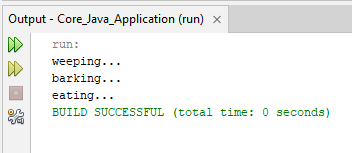 Output - Core_Java_Application (run) ×
run:
weeping...
barking...
eating...
BUILD SUCCESSFUL (total time: 0 seconds)